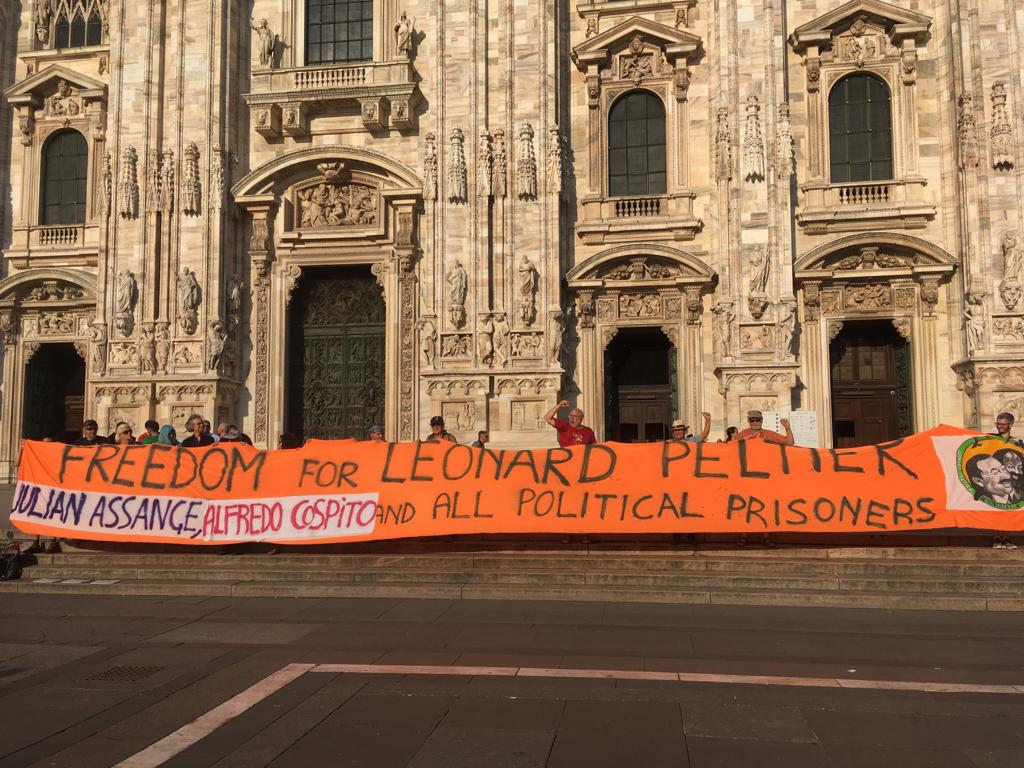 FREEDOM FOR LEONARD PELTIER
JULIAN ASSANGE, ALFREDO COSPITO AND ALL POLITICAL PRISONERS